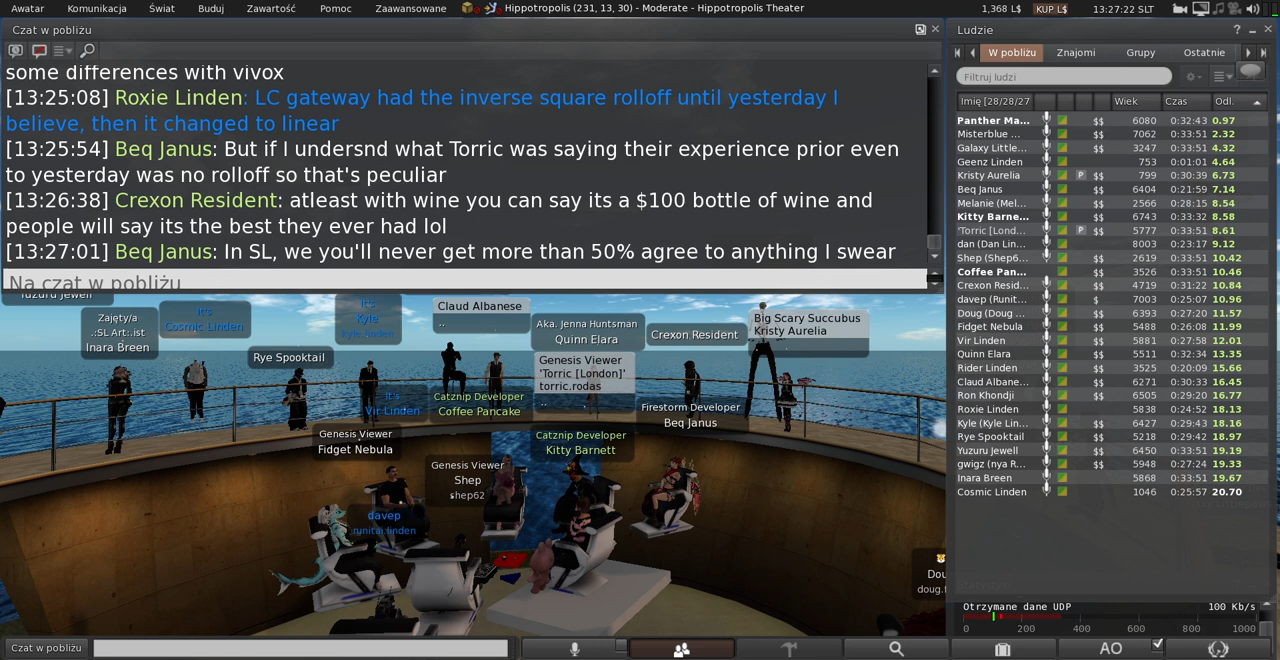 Awatar Komunikacja Świat Buduj Zawartość Pomoc Zaawansowane Hippotropolis (231, 13, 30) - Moderate - Hippotropolis Theater 1,368 L$ KUP L$ 13:27:22 SLT
Czat w pobliżu
some differences with vivox
[13:25:08] Roxie Linden: LC gateway had the inverse square rolloff until yesterday I
believe, then it changed to linear
[13:25:54] Beq Janus: But if I undersnd what Torric was saying their experience prior even
to yesterday was no rolloff so that's peculiar
[13:26:38] Crexon Resident: atleast with wine you can say its a $100 bottle of wine and
people will say its the best they ever had lol
[13:27:01] Beq Janus: In SL, we you'll never get more than 50% agree to anything I swear
Na czat w pobliżu
Yuzuru Jewell
Zajęty/a
.:SL Art:.ist
Inara Breen
It's
Cosmic Linden
Rye Spooktail
It's
Kyle
kyle.linden
Claud Albanese
..
Aka. Jenna Huntsman
Quinn Elara
Crexon Resident
Big Scary Succubus
Kristy Aurelia
Genesis Viewer
'Torric [London]'
torric.rodas
..
It's
Vir Linden
Catznip Developer
Coffee Pancake
Firestorm Developer
Beq Janus
Genesis Viewer
Fidget Nebula
Catznip Developer
Kitty Barnett
Genesis Viewer
Shep
shep62
davep
runitai.linden
Dou
doug.
Ludzie
W pobliżu Znajomi Grupy Ostatnie
Filtruj ludzi
Imię [28/28/27 Wiek Czas Odl.
Panther Ma... $$ 6080 0:32:43 0.97
Misterblue ... $$ 7062 0:33:51 2.32
Galaxy Little... $$ 3247 0:33:51 4.32
Geenz Linden 753 0:01:01 4.64
Kristy Aurelia P $$ 799 0:30:39 6.73
Beq Janus $$ 6404 0:21:59 7.14
Melanie (Mel... $$ 2566 0:28:15 8.54
Kitty Barne... $$ 6743 0:33:32 8.58
'Torric [Lond... P $$ 5777 0:33:51 8.61
dan (Dan Lin... 8003 0:23:17 9.12
Shep (Shep6... $$ 2619 0:33:51 10.42
Coffee Pan... $$ 3526 0:33:51 10.46
Crexon Resid... $$ 4719 0:31:22 10.84
davep (Runit... $ 7003 0:25:07 10.96
Doug (Doug ... $$ 6393 0:27:20 11.57
Fidget Nebula $$ 5488 0:26:08 11.99
Vir Linden $$ 5881 0:27:58 12.01
Quinn Elara $$ 5511 0:32:34 13.35
Rider Linden $$ 3525 0:20:09 15.66
Claud Albane... $$ 6271 0:30:33 16.45
Ron Khondji $$ 6505 0:29:20 16.77
Roxie Linden 5838 0:24:52 18.13
Kyle (Kyle Lin... $$ 6427 0:29:43 18.16
Rye Spooktail $$ 5218 0:29:42 18.97
Yuzuru Jewell $$ 6450 0:33:51 19.19
gwigz (nya R... $$ 5948 0:27:24 19.33
Inara Breen 5868 0:33:51 19.67
Cosmic Linden 1046 0:25:57 20.70
Otrzymane dane UDP 100 Kb/s
0 200 400 600 800 1000
Czat w pobliżu AO